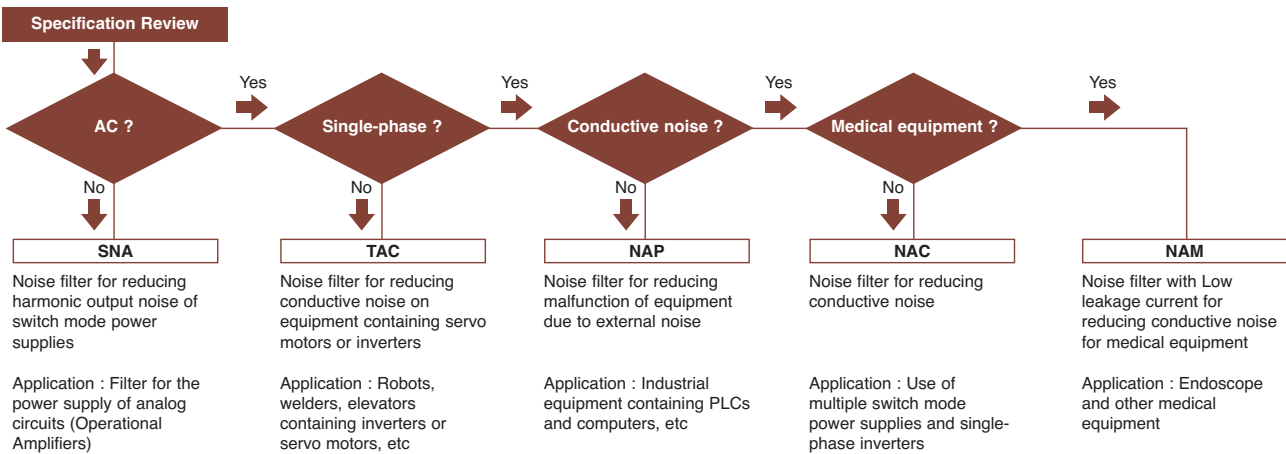 Specification Review
AC ?
Yes
Single-phase ?
Yes
Conductive noise ?
Yes
Medical equipment ?
Yes
No
No
No
No
SNA
Noise filter for reducing
harmonic output noise of
switch mode power
supplies
Application : Filter for the
power supply of analog
circuits (Operational
Amplifiers)
TAC
Noise filter for reducing
conductive noise on
equipment containing servo
motors or inverters
Application : Robots,
welders, elevators
containing inverters or
servo motors, etc
NAP
Noise filter for reducing
malfunction of equipment
due to external noise
Application : Industrial
equipment containing PLCs
and computers, etc
NAC
Noise filter for reducing
conductive noise
Application : Use of
multiple switch mode
power supplies and single-
phase inverters
NAM
Noise filter with Low
leakage current for
reducing conductive noise
for medical equipment
Application : Endoscope
and other medical
equipment